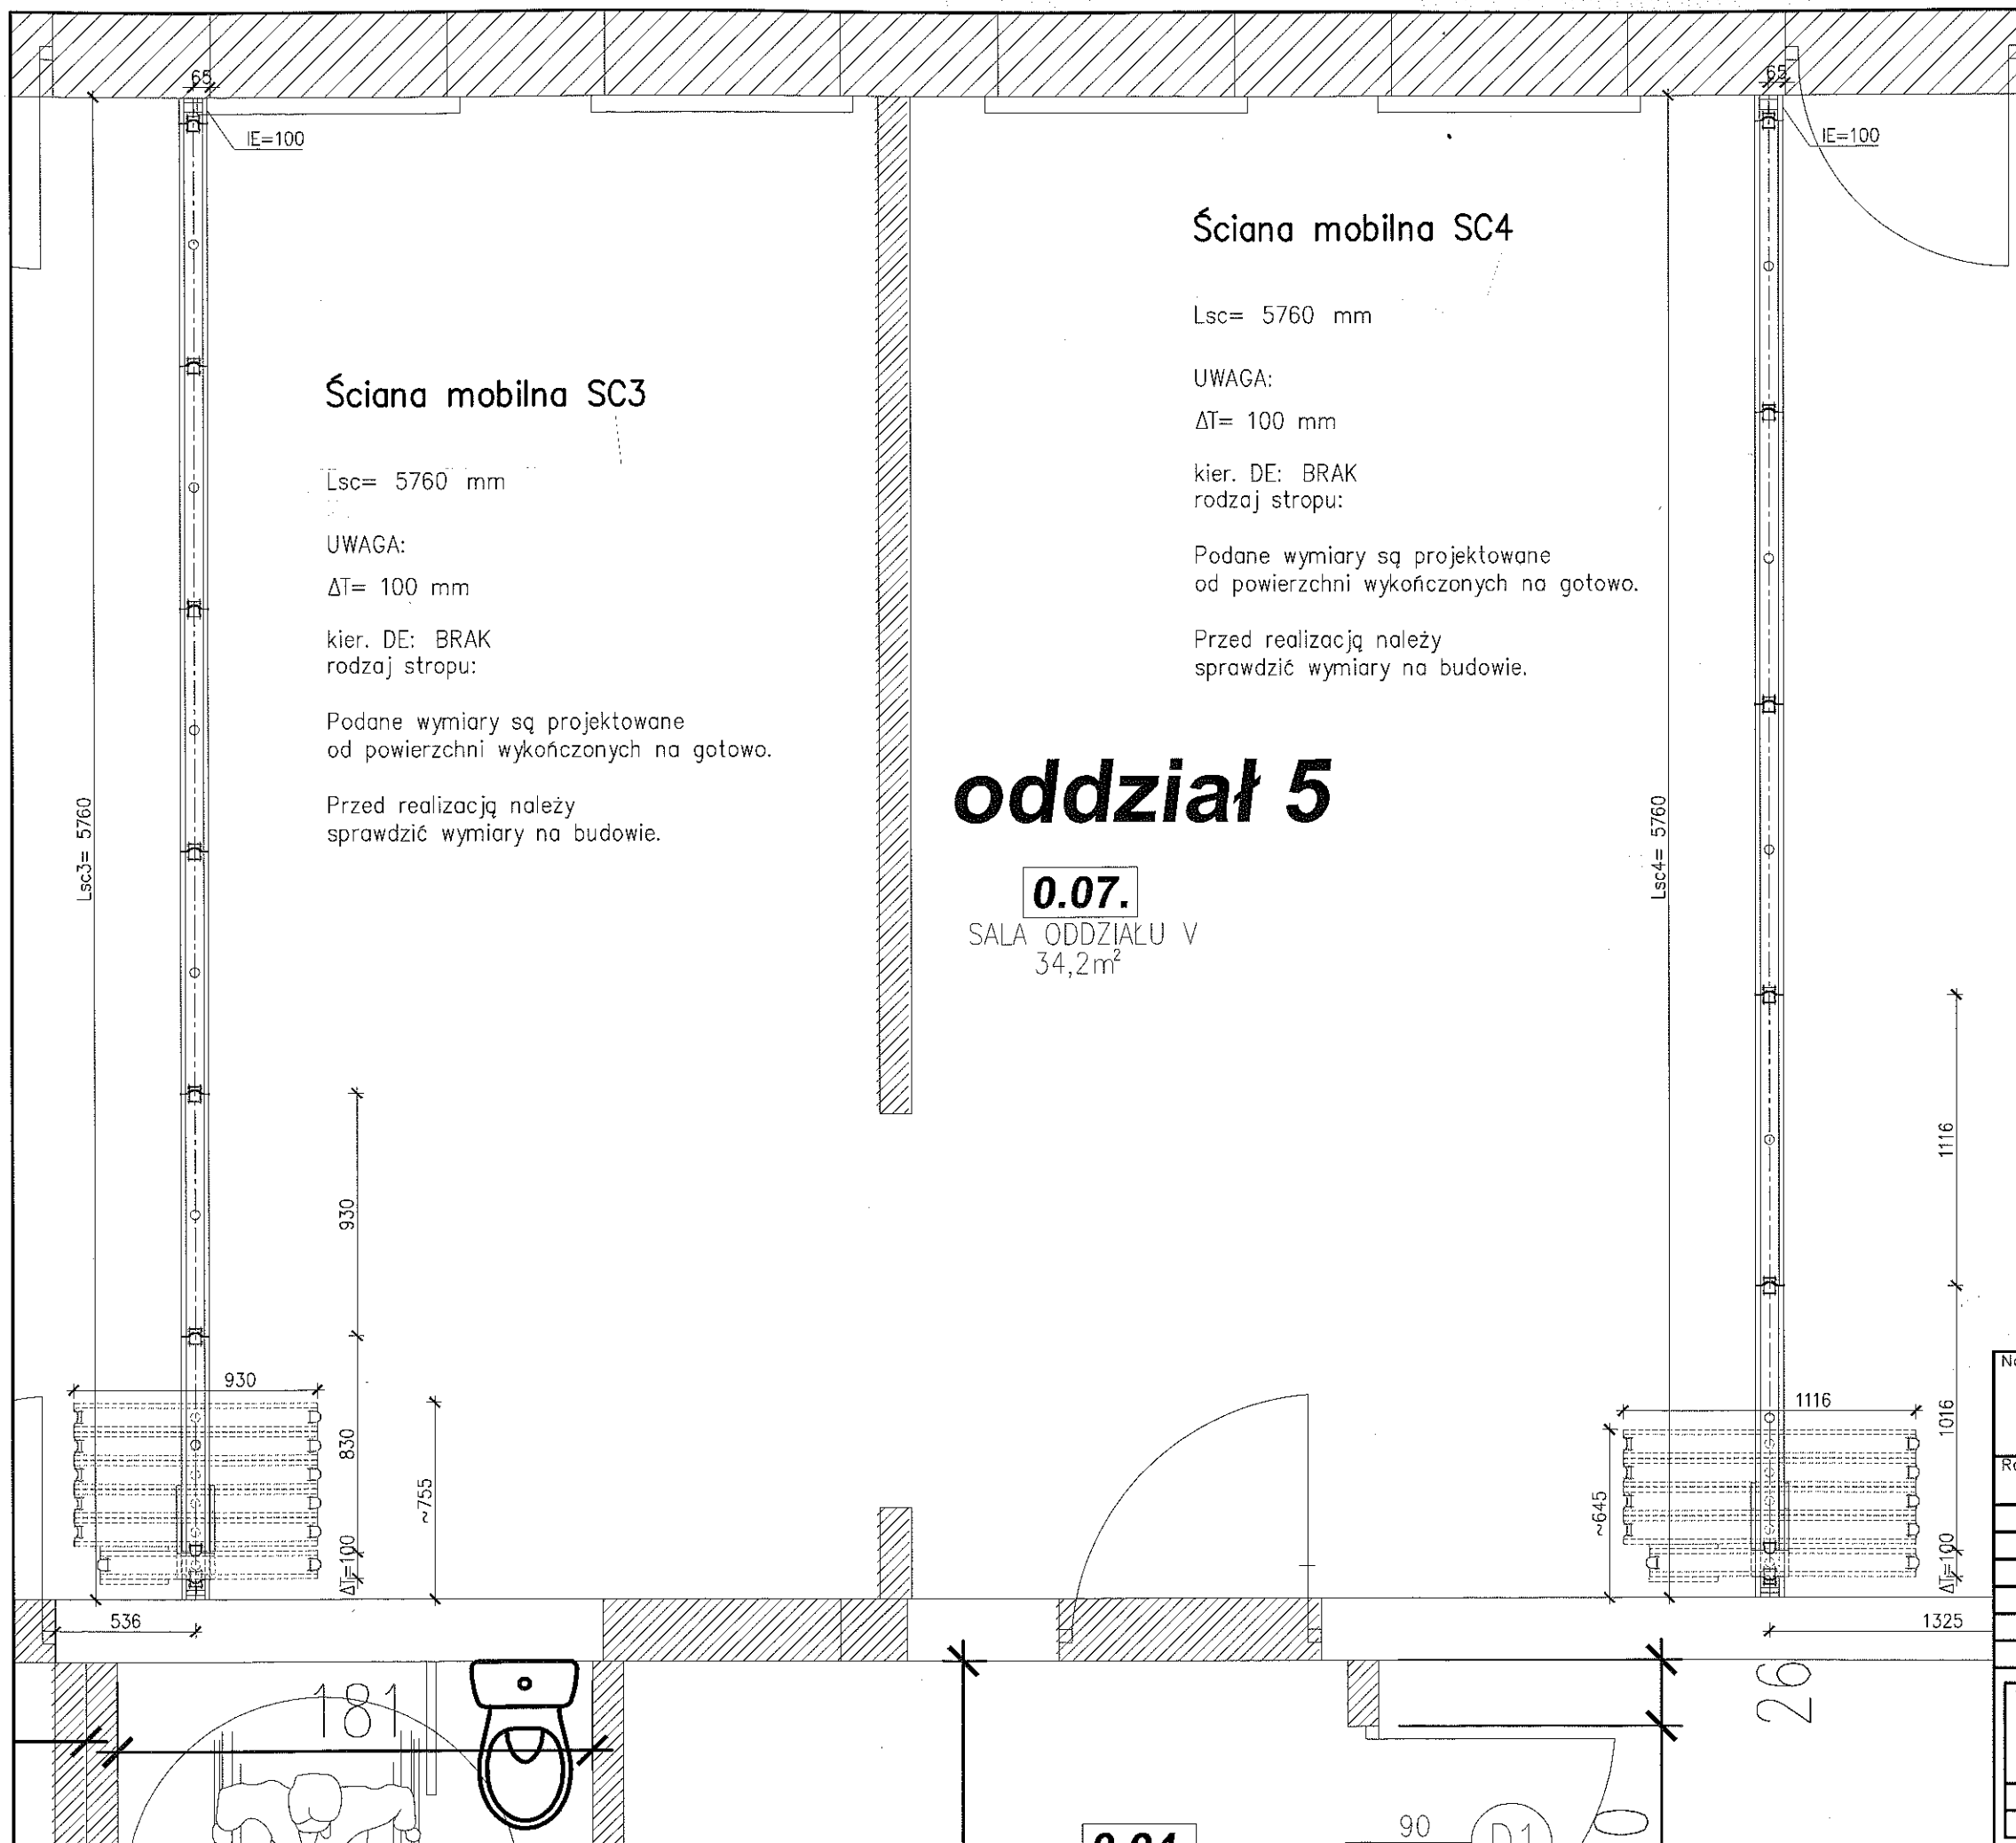 65
65
IE=100
IE=100
Ściana mobilna SC4
Lsc= 5760 mm
UWAGA:
ΔT= 100 mm
kier. DE: BRAK
rodzaj stropu:
Podane wymiary są projektowane
od powierzchni wykończonych na gotowo.
Przed realizacją należy
sprawdzić wymiary na budowie.
Ściana mobilna SC3
Lsc= 5760 mm
UWAGA:
ΔT= 100 mm
kier. DE: BRAK
rodzaj stropu:
Podane wymiary są projektowane
od powierzchni wykończonych na gotowo.
Przed realizacją należy
sprawdzić wymiary na budowie.
oddział 5
0.07.
SALA ODDZIAŁU V
34,2m²
Lsc3= 5760
Lsc4= 5760
930
1116
930
830
~755
ΔT=100
1116
1016
~645
ΔT=100
536
1325
181
26
90
D1
0